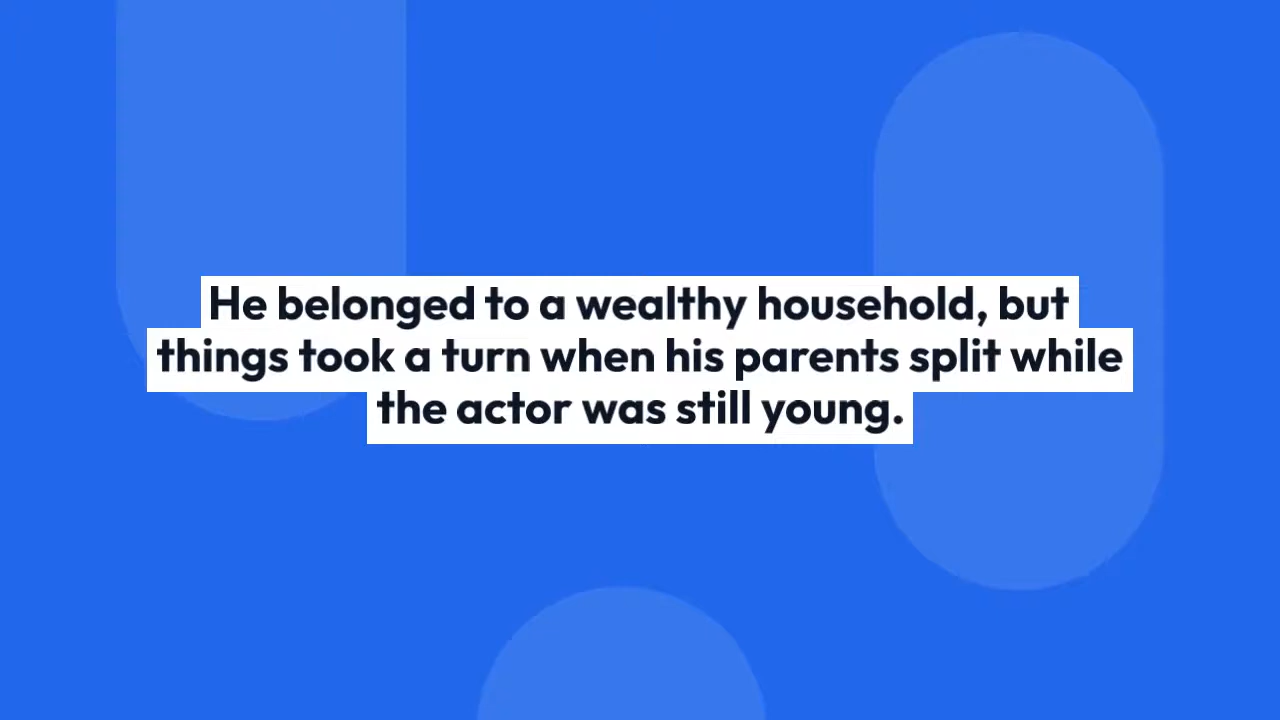 He belonged to a wealthy household, but
things took a turn when his parents split while
the actor was still young.